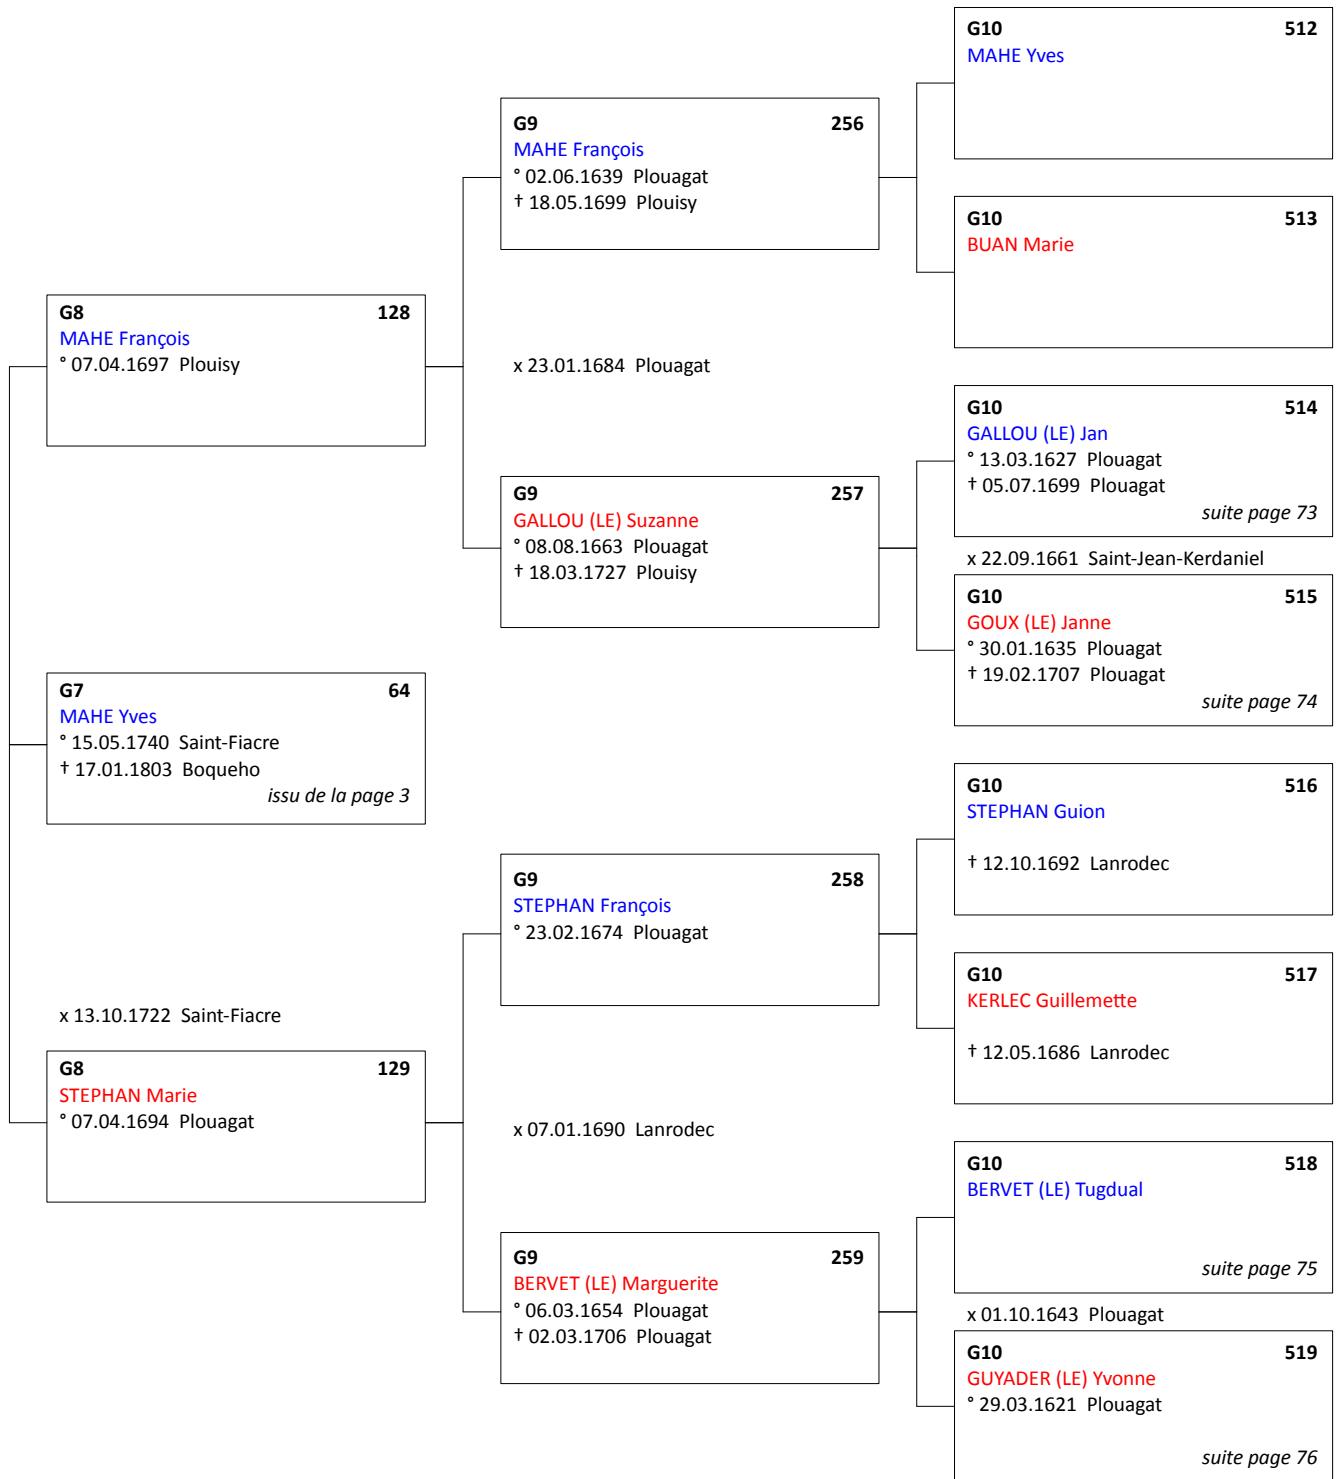 G10 512
MAHE Yves
G9 256
MAHE François
° 02.06.1639 Plouagat
† 18.05.1699 Plouisy
G10 513
BUAN Marie
G8 128
MAHE François
° 07.04.1697 Plouisy
x 23.01.1684 Plouagat
G10 514
GALLOU (LE) Jan
° 13.03.1627 Plouagat
† 05.07.1699 Plouagat
suite page 73
G9 257
GALLOU (LE) Suzanne
° 08.08.1663 Plouagat
† 18.03.1727 Plouisy
x 22.09.1661 Saint-Jean-Kerdaniel
G10 515
GOUX (LE) Janne
° 30.01.1635 Plouagat
† 19.02.1707 Plouagat
suite page 74
G7 64
MAHE Yves
° 15.05.1740 Saint-Fiacre
† 17.01.1803 Boqueho
issu de la page 3
G10 516
STEPHAN Guion
† 12.10.1692 Lanrodec
G9 258
STEPHAN François
° 23.02.1674 Plouagat
G10 517
KERLEC Guillemette
† 12.05.1686 Lanrodec
x 13.10.1722 Saint-Fiacre
G8 129
STEPHAN Marie
° 07.04.1694 Plouagat
x 07.01.1690 Lanrodec
G10 518
BERVET (LE) Tugdual
suite page 75
G9 259
BERVET (LE) Marguerite
° 06.03.1654 Plouagat
† 02.03.1706 Plouagat
x 01.10.1643 Plouagat
G10 519
GUYADER (LE) Yvonne
° 29.03.1621 Plouagat
suite page 76